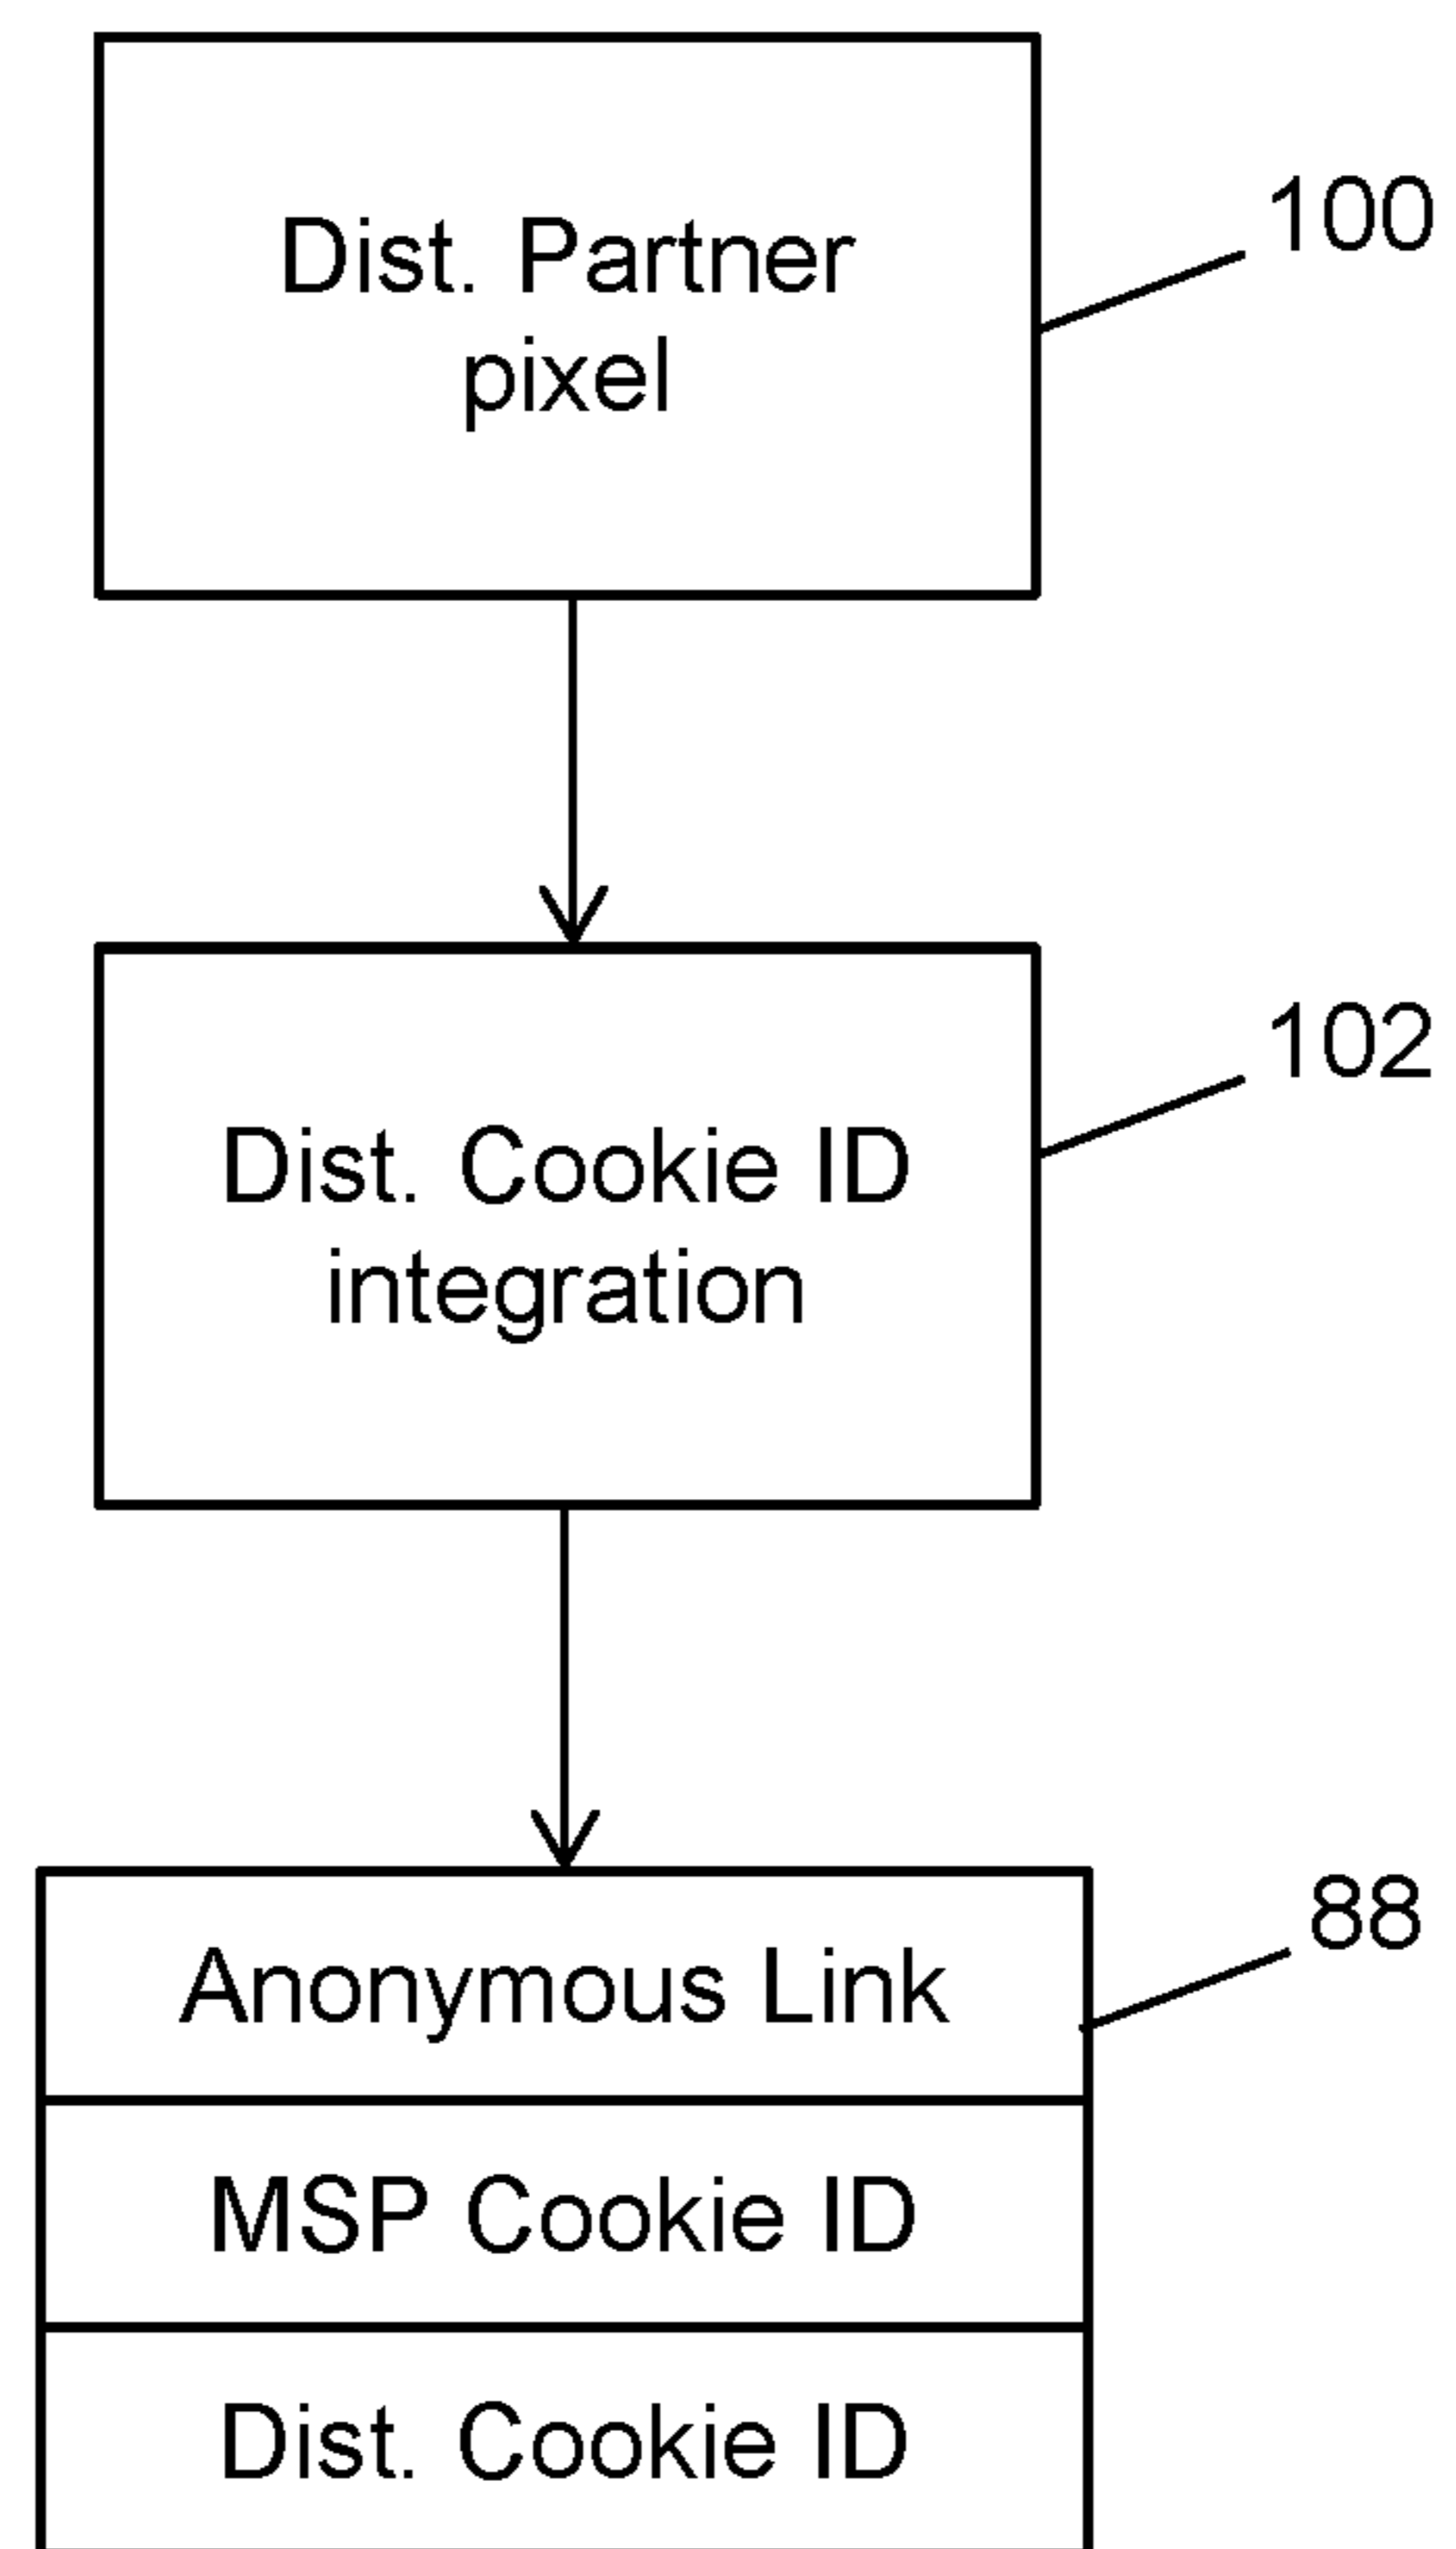 Dist. Partner
pixel
100
Dist. Cookie ID
integration
102
Anonymous Link
88
MSP Cookie ID
Dist. Cookie ID